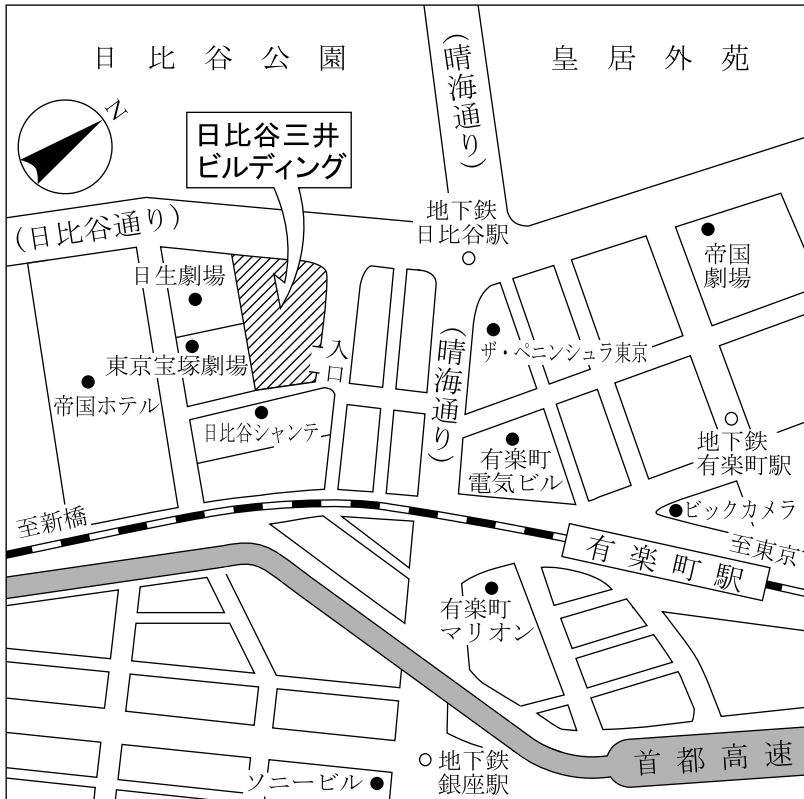 日比谷公園
皇居外苑
(晴海通り)
N
日比谷三井
ビルディング
地下鉄
日比谷駅
(日比谷通り)
帝国
劇場
日生劇場
東京宝塚劇場
入口
(晴海通り)
ザ・ペニンシュラ東京
帝国ホテル
日比谷シャンテ
有楽町
電気ビル
地下鉄
有楽町駅
ビックカメラ
至新橋
至東京
有楽町駅
有楽町
マリオン
首都高速
地下鉄
銀座駅
ソニービル